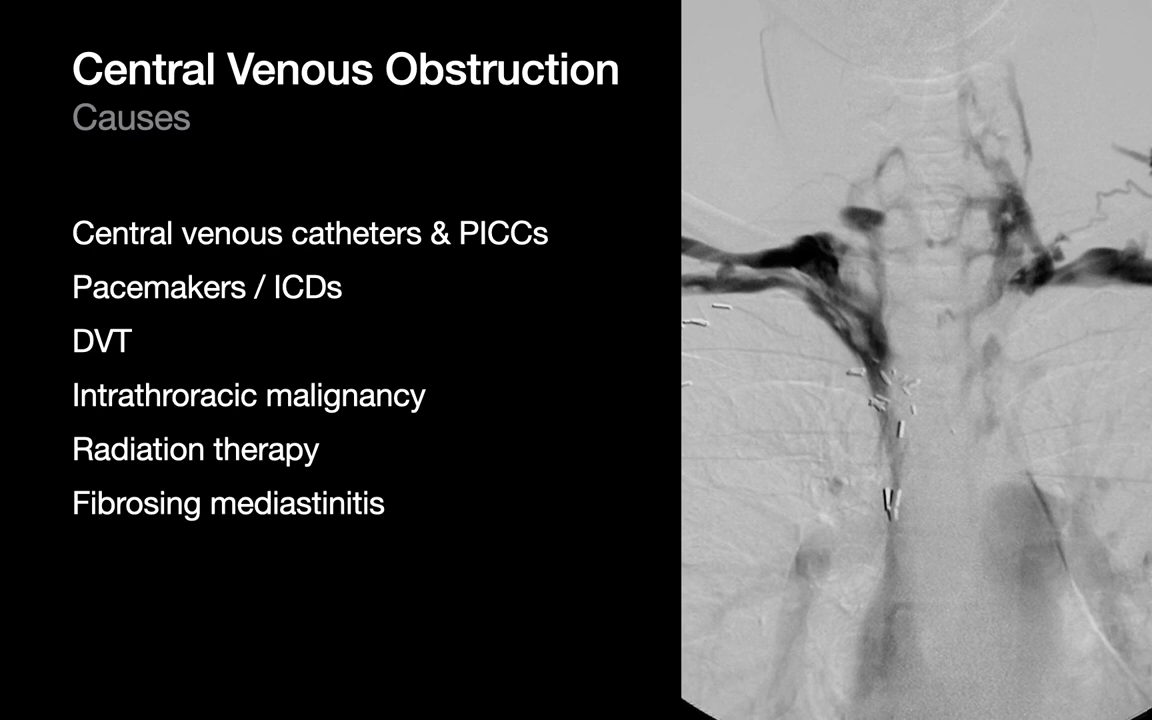 Central Venous Obstruction
Causes
Central venous catheters & PICCs
Pacemakers / ICDs
DVT
Intrathroracic malignancy
Radiation therapy
Fibrosing mediastinitis